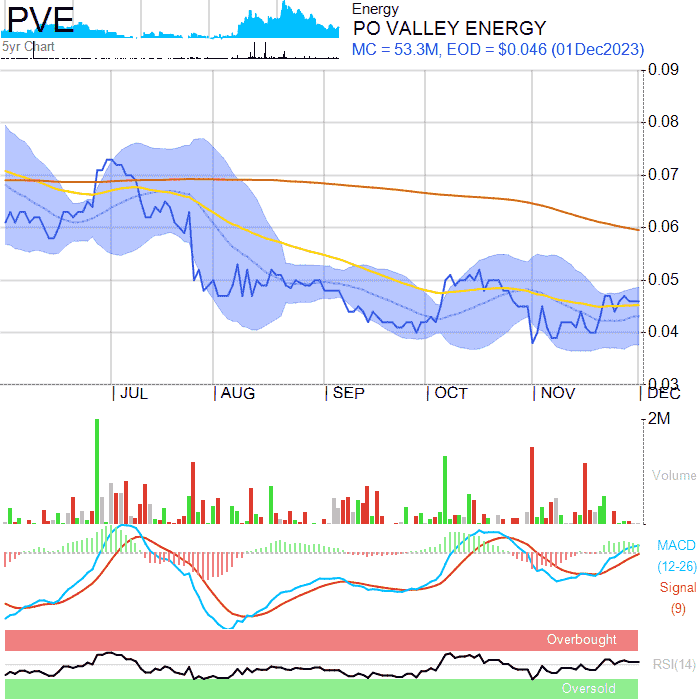 PVE
5yr Chart
Energy
PO VALLEY ENERGY
MC = 53.3M, EOD = $0.046 (01Dec2023)
0.09
0.08
0.07
0.06
0.05
0.04
0.03
JUL
AUG
SEP
OCT
NOV
DEC
2M
Volume
MACD
(12-26)
Signal
(9)
Overbought
RSI(14)
Oversold